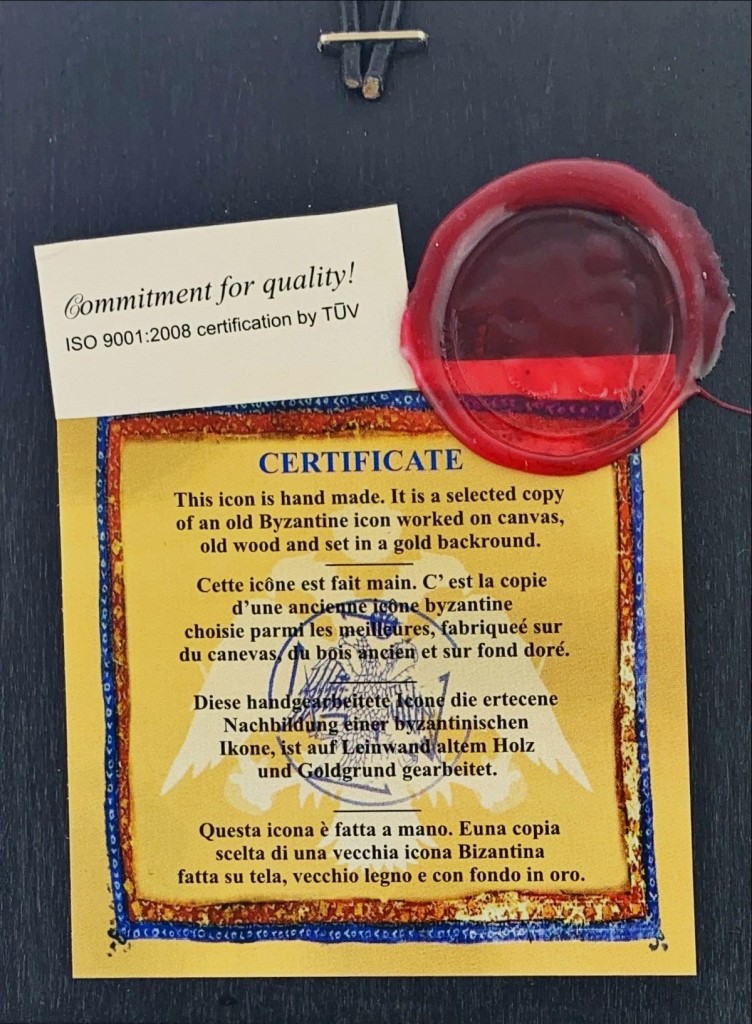 Commitment for quality!
ISO 9001:2008 certification by TŪV
CERTIFICATE
This icon is hand made. It is a selected copy
of an old Byzantine icon worked on canvas,
old wood and set in a gold backround.
Cette icône est fait main. C’ est la copie
d’une ancienne icône byzantine
choisie parmi les meilleures, fabriqueé sur
du canevas, du bois ancien et sur fond doré.
Diese handgearbeitete Icone die ertecene
Nachbildung einer byzantinischen
Ikone, ist auf Leinwand altem Holz
und Goldgrund gearbeitet.
Questa icona è fatta a mano. Euna copia
scelta di una vecchia icona Bizantina
fatta su tela, vecchio legno e con fondo in oro.